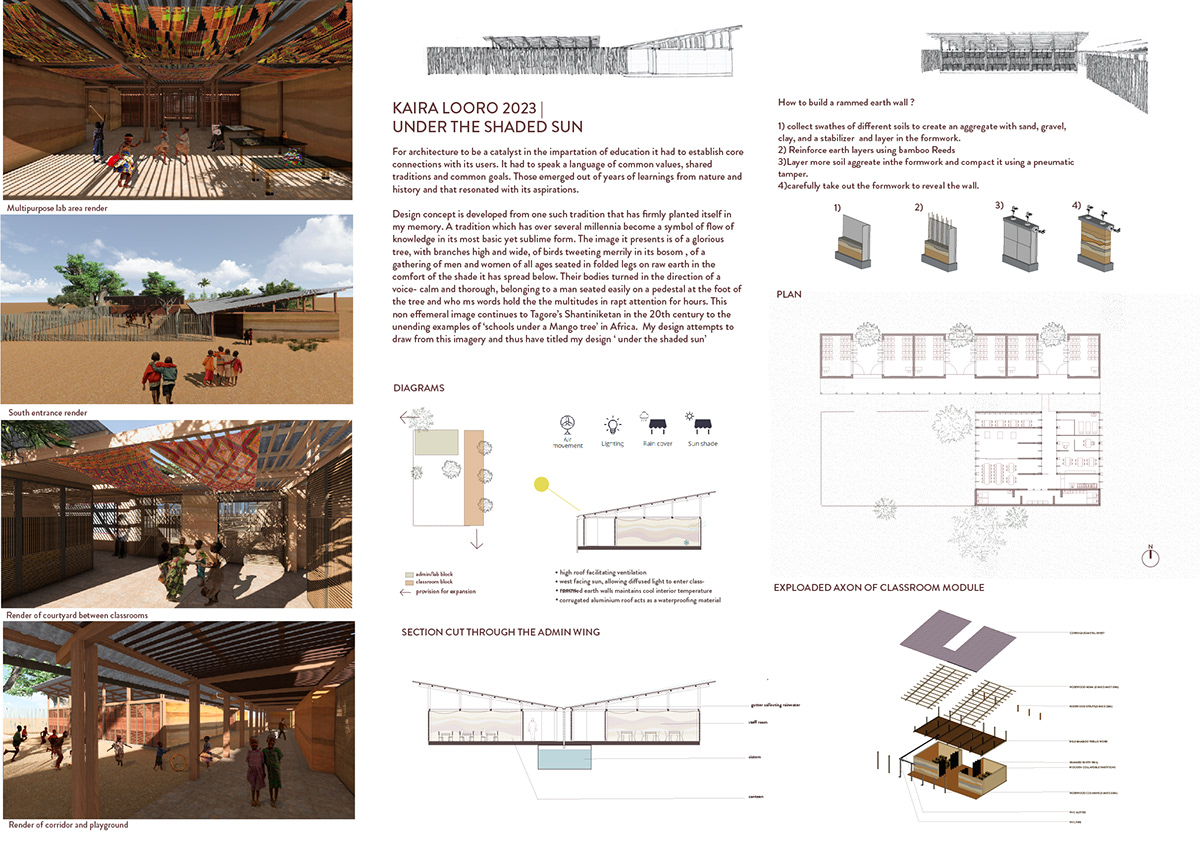 Multipurpose lab area render
South entrance render
Render of courtyard between classrooms
Render of corridor and playground
KAIRA LOORO 2023 |
UNDER THE SHADED SUN
For architecture to be a catalyst in the impartation of education it had to establish core
connections with its users. It had to speak a language of common values, shared
traditions and common goals. Those emerged out of years of learnings from nature and
history and that resonated with its aspirations.
Design concept is developed from one such tradition that has firmly planted itself in
my memory. A tradition which has over several millennia become a symbol of flow of
knowledge in its most basic yet sublime form. The image it presents is of a glorious
tree, with branches high and wide, of birds tweeting merrily in its bosom , of a
gathering of men and women of all ages seated in folded legs on raw earth in the
comfort of the shade it has spread below. Their bodies turned in the direction of a
voice- calm and thorough, belonging to a man seated easily on a pedestal at the foot of
the tree and who ms words hold the the multitudes in rapt attention for hours. This
non effemeral image continues to Tagore's Shantiniketan in the 20th century to the
unending examples of 'schools under a Mango tree' in Africa.  My design attempts to
draw from this imagery and thus have titled my design ' under the shaded sun'
DIAGRAMS
Air
movement
Lighting
Rain cover
Sun shade
admin/lab block
classroom block
provision for expansion
• high roof facilitating ventilation
• west facing sun, allowing diffused light to enter class-
• rammed earth walls maintains cool interior temperature
• corrugated aluminium roof acts as a waterproofing material
SECTION CUT THROUGH THE ADMIN WING
gutter collecting rainwater
staff room
cistern
canteen
How to build a rammed earth wall ?
1) collect swathes of different soils to create an aggregate with sand, gravel,
clay, and a stabilizer  and layer in the formwork.
2) Reinforce earth layers using bamboo Reeds
3)Layer more soil aggreate inthe formwork and compact it using a pneumatic
tamper.
4)carefully take out the formwork to reveal the wall.
1)
2)
3)
4)
PLAN
N
EXPLOADED AXON OF CLASSROOM MODULE